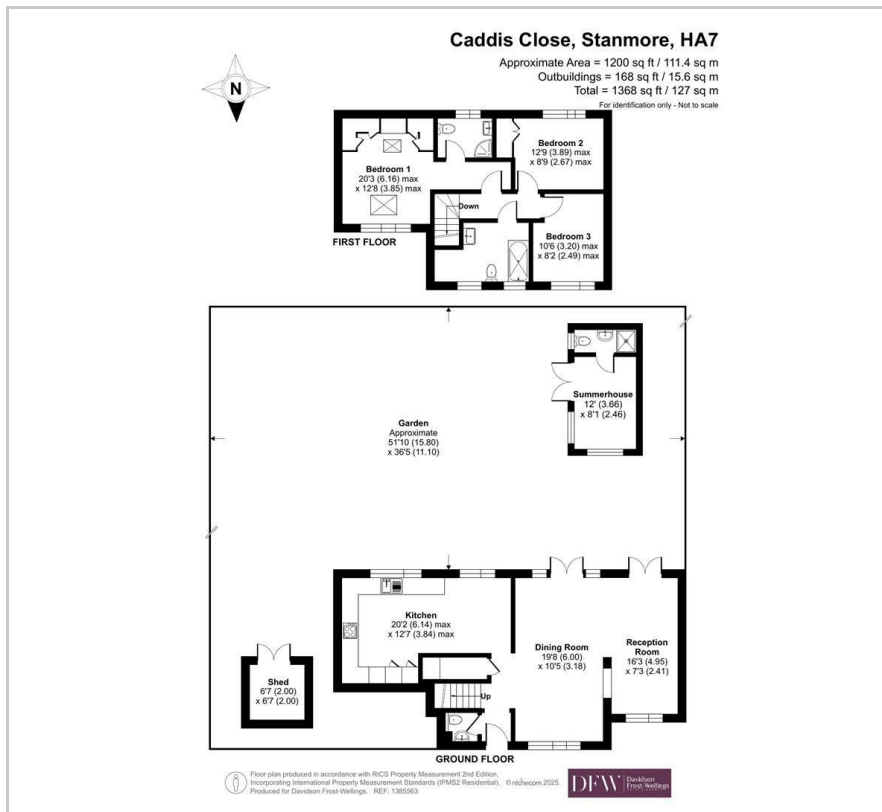 Caddis Close, Stanmore, HA7
Approximate Area = 1200 sq ft / 111.4 sq m
Outbuildings = 168 sq ft / 15.6 sq m
Total = 1368 sq ft / 127 sq m
For identification only - Not to scale
N
Bedroom 1
20'3 (6.16) max
x 12'8 (3.85) max
Bedroom 2
12'9 (3.89) max
x 8'9 (2.67) max
Down
Bedroom 3
10'6 (3.20) max
x 8'2 (2.49) max
FIRST FLOOR
Summerhouse
12' (3.66)
x 8'1 (2.46)
Garden
Approximate
51'10 (15.80)
x 36'5 (11.10)
Kitchen
20'2 (6.14) max
x 12'7 (3.84) max
Dining Room
19'8 (6.00)
x 10'5 (3.18)
Reception
Room
16'3 (4.95)
x 7'3 (2.41)
Shed
6'7 (2.00)
x 6'7 (2.00)
Up
GROUND FLOOR
Floor plan produced in accordance with RICS Property Measurement 2nd Edition,
Incorporating International Property Measurement Standards (IPMS2 Residential). © nichecom 2025.
Produced for Davidson Frost-Wellings. REF: 1385563
DFW
Davidson
Frost-Wellings